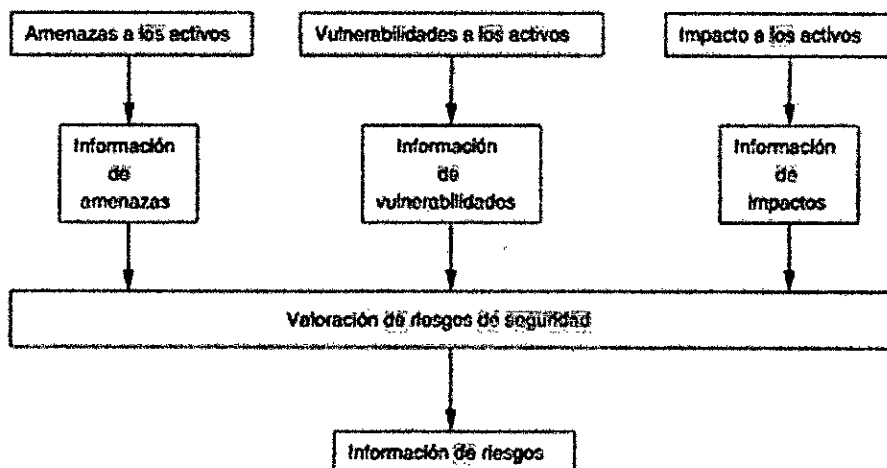 Amenazas a los activos
Vulnerabilidades a los activos
Impacto a los activos
Información
de
amenazas
Información
de
vulnerabilidados
Información
de
impactos
Valoración de riesgos de seguridad
Información de riesgos